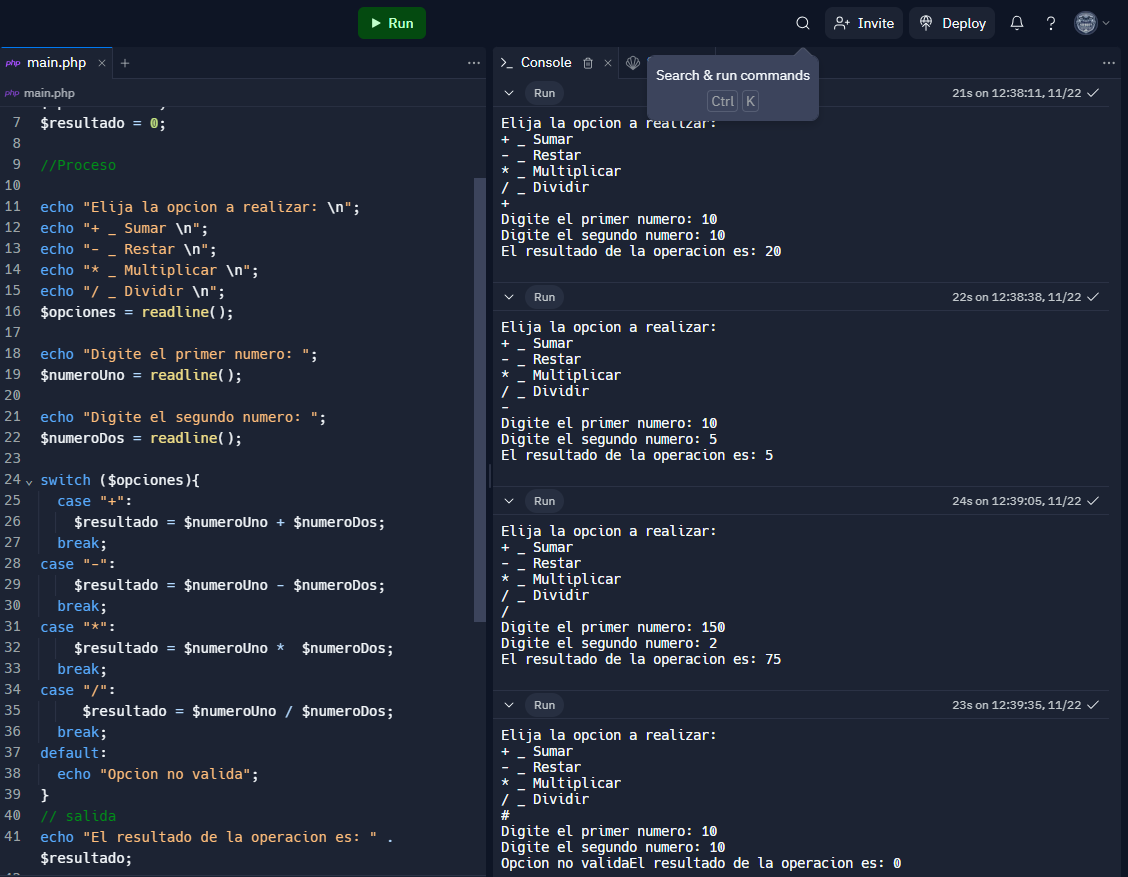 Run
Invite
Deploy
?
php main.php × +
...
php main.php
7 $resultado = 0;
8
9 //Proceso
10
11 echo "Elija la opcion a realizar: \n";
12 echo "+ _ Sumar \n";
13 echo "- _ Restar \n";
14 echo "* _ Multiplicar \n";
15 echo "/ _ Dividir \n";
16 $opciones = readline();
17
18 echo "Digite el primer numero: ";
19 $numeroUno = readline();
20
21 echo "Digite el segundo numero: ";
22 $numeroDos = readline();
23
24 switch ($opciones){
25 case "+":
26 $resultado = $numeroUno + $numeroDos;
27 break;
28 case "-":
29 $resultado = $numeroUno - $numeroDos;
30 break;
31 case "*":
32 $resultado = $numeroUno *  $numeroDos;
33 break;
34 case "/":
35 $resultado = $numeroUno / $numeroDos;
36 break;
37 default:
38 echo "Opcion no valida";
39 }
40 // salida
41 echo "El resultado de la operacion es: " .
$resultado;
>_ Console ×
...
Search & run commands
Ctrl K
Run 21s on 12:38:11, 11/22
Elija la opcion a realizar:
+ _ Sumar
- _ Restar
* _ Multiplicar
/ _ Dividir
+
Digite el primer numero: 10
Digite el segundo numero: 10
El resultado de la operacion es: 20
Run 22s on 12:38:38, 11/22
Elija la opcion a realizar:
+ _ Sumar
- _ Restar
* _ Multiplicar
/ _ Dividir
-
Digite el primer numero: 10
Digite el segundo numero: 5
El resultado de la operacion es: 5
Run 24s on 12:39:05, 11/22
Elija la opcion a realizar:
+ _ Sumar
- _ Restar
* _ Multiplicar
/ _ Dividir
/
Digite el primer numero: 150
Digite el segundo numero: 2
El resultado de la operacion es: 75
Run 23s on 12:39:35, 11/22
Elija la opcion a realizar:
+ _ Sumar
- _ Restar
* _ Multiplicar
/ _ Dividir
#
Digite el primer numero: 10
Digite el segundo numero: 10
Opcion no validaEl resultado de la operacion es: 0